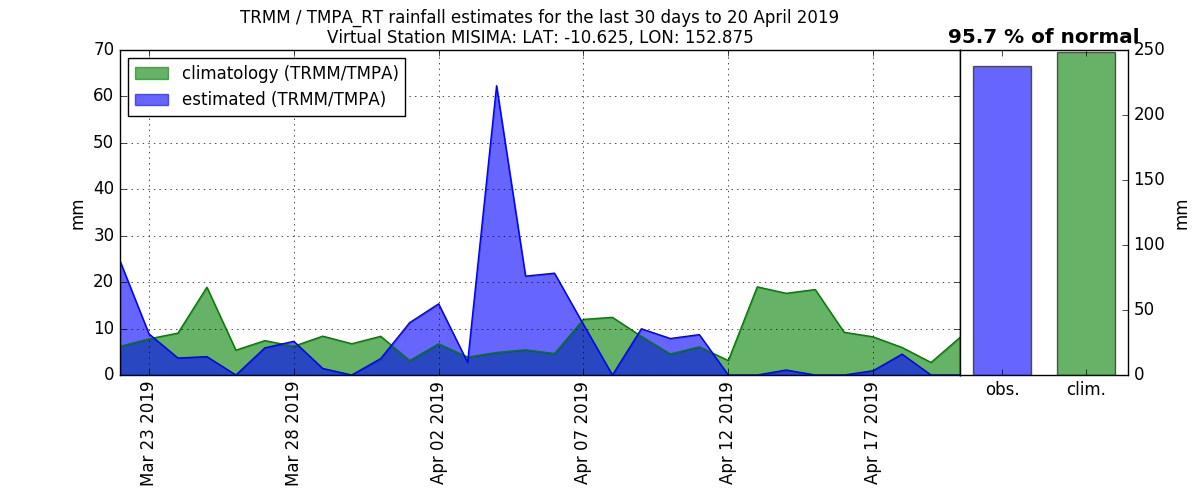 TRMM / TMPA_RT rainfall estimates for the last 30 days to 20 April 2019
Virtual Station MISIMA: LAT: -10.625, LON: 152.875
95.7 % of normal
climatology (TRMM/TMPA)
estimated (TRMM/TMPA)
70
60
50
40
30
20
10
0
mm
Mar 23 2019
Mar 28 2019
Apr 02 2019
Apr 07 2019
Apr 12 2019
Apr 17 2019
250
200
150
100
50
0
mm
obs.
clim.